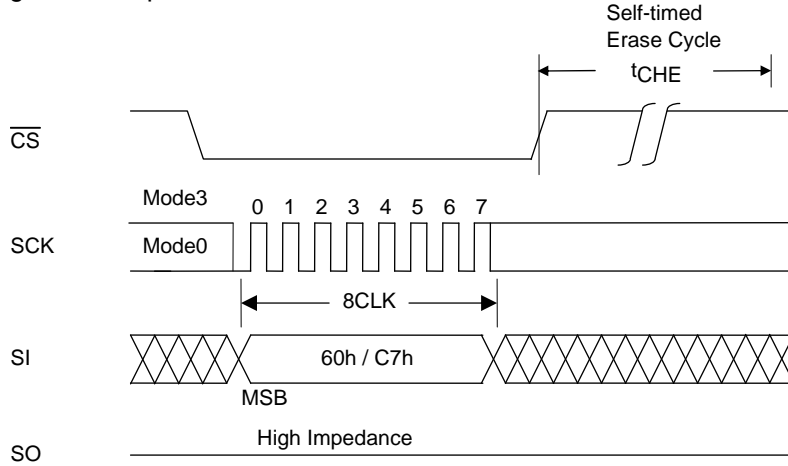 Self-timed
Erase Cycle
tCHE
CS
Mode3
0 1 2 3 4 5 6 7
SCK
Mode0
8CLK
SI
60h / C7h
MSB
High Impedance
SO